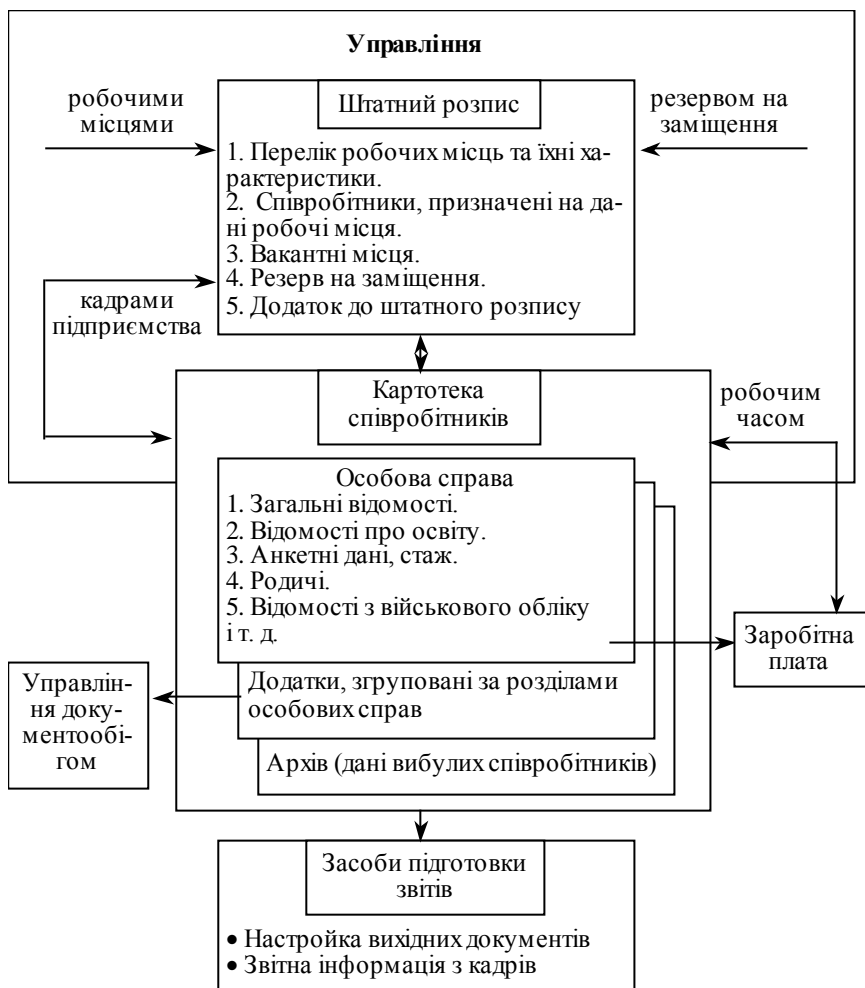 Управління
робочими
місцями
Штатний розпис
резервом на
заміщення
1. Перелік робочих місць та їхні ха-
рактеристики.
2. Співробітники, призначені на да-
ні робочі місця.
3. Вакантні місця.
4. Резерв на заміщення.
5. Додаток до штатного розпису
кадрами
підприємства
Картотека
співробітників
робочим
часом
Особова справа
1. Загальні відомості.
2. Відомості про освіту.
3. Анкетні дані, стаж.
4. Родичі.
5. Відомості з військового обліку
і т. д.
Заробітна
плата
Управлін-
ня доку-
ментообі-
гом
Додатки, згруповані за розділами
особових справ
Архів (дані вибулих співробітників)
Засоби підготовки
звітів
• Настройка вихідних документів
• Звітна інформація з кадрів